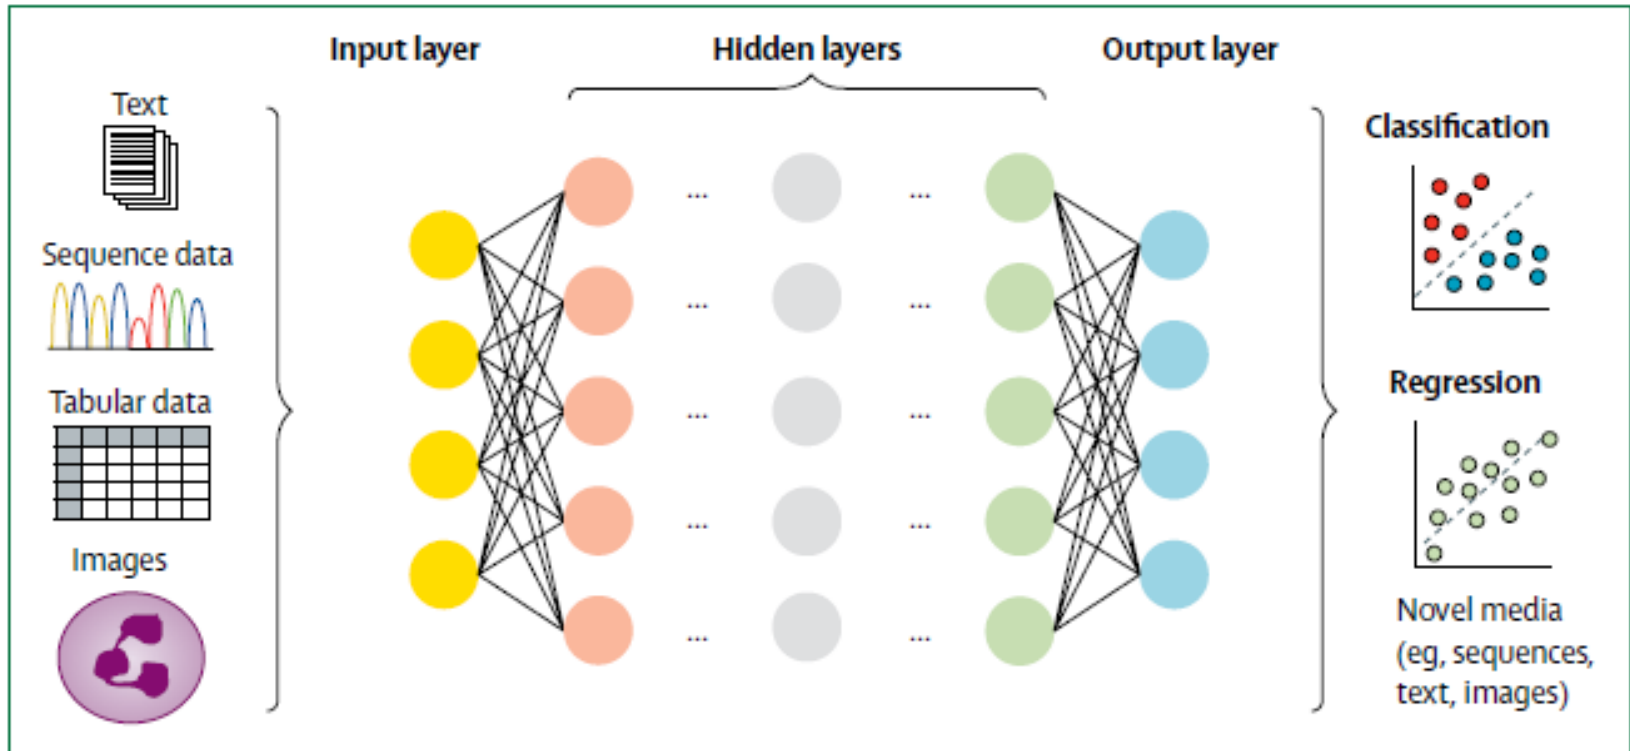 Input layer
Hidden layers
Output layer
Text
Sequence data
Tabular data
Images
...
...
...
...
...
...
...
...
...
...
Classification
Regression
Novel media
(eg, sequences,
text, images)